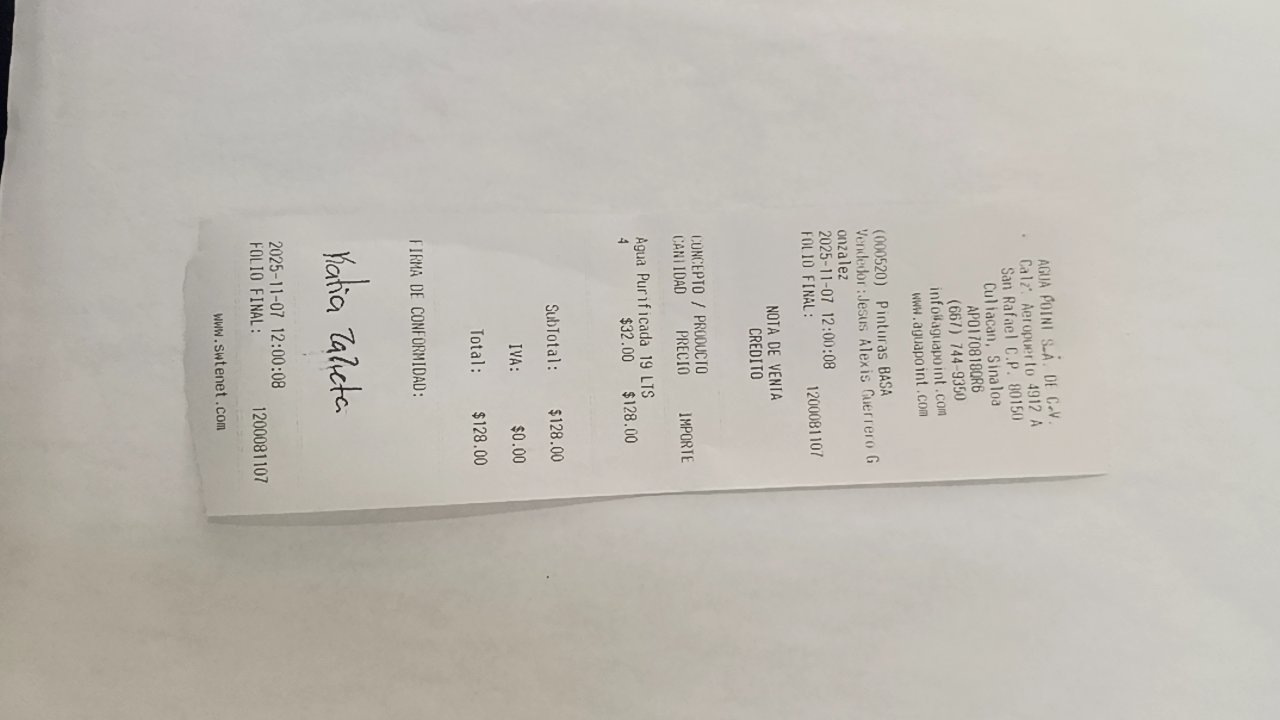 AGUA POINT S.A. DE C.V.
Calz. Aeropuerto 4912 A
San Rafael C.P. 80150
Culiacan, Sinaloa
APO170818QR6
(667) 744-9350
info@aguapoint.com
www.aguapoint.com
(000520) Pinturas BASA
Vendedor:Jesus Alexis Guerrero G
onzalez
2025-11-07 12:00:08
FOLIO FINAL: 1200081107
NOTA DE VENTA
CREDITO
CONCEPTO / PRODUCTO
CANTIDAD PRECIO IMPORTE
Agua Purificada 19 LTS
4 $32.00 $128.00
SubTotal: $128.00
IVA: $0.00
Total: $128.00
FIRMA DE CONFORMIDAD:
Katia Zazueta
2025-11-07 12:00:08
FOLIO FINAL: 1200081107
www.swtenet.com